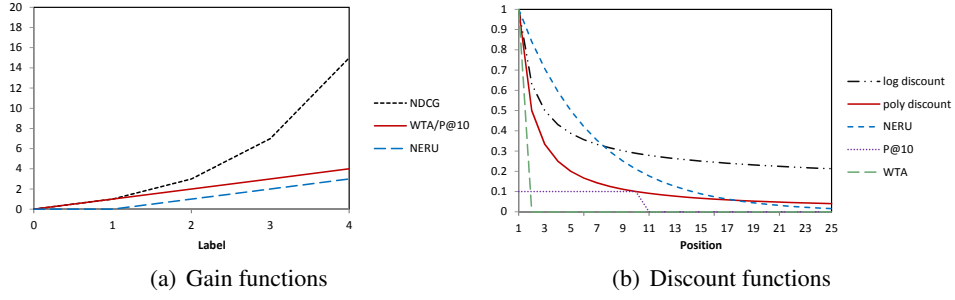 20
18
16
14
12
10
8
6
4
2
0
0 1 2 3 4
Label
NDCG
WTA/P@10
NERU
(a) Gain functions
1
0.9
0.8
0.7
0.6
0.5
0.4
0.3
0.2
0.1
0
1 3 5 7 9 11 13 15 17 19 21 23 25
Position
log discount
poly discount
NERU
P@10
WTA
(b) Discount functions